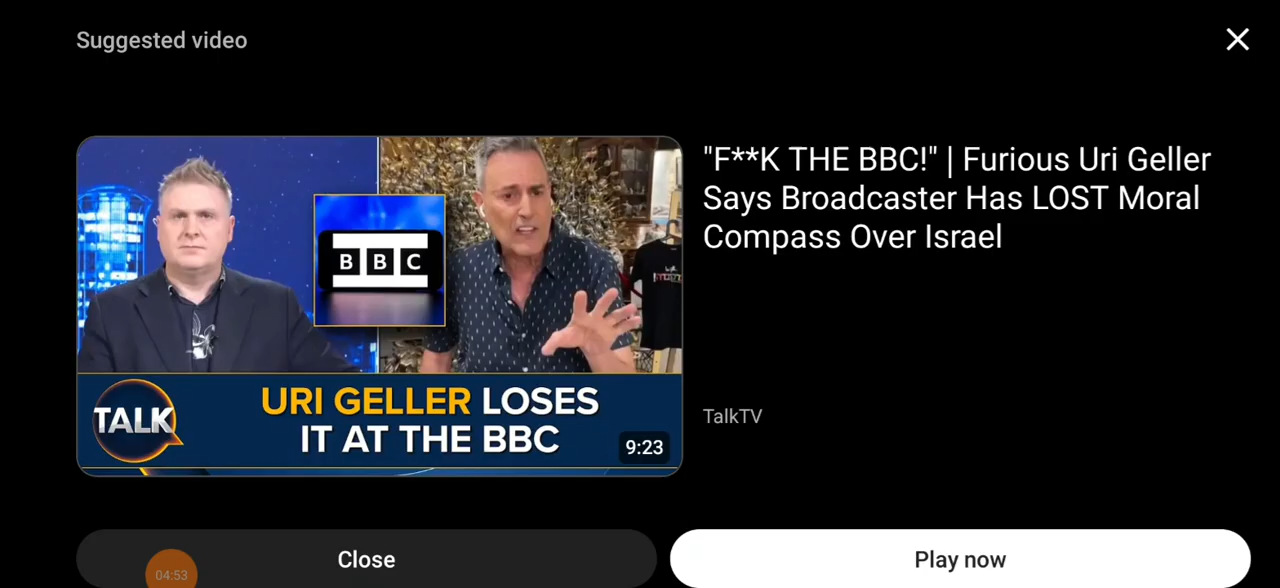 Suggested video
"F**K THE BBC!" | Furious Uri Geller
Says Broadcaster Has LOST Moral
Compass Over Israel
BBC
TALK
URI GELLER LOSES
IT AT THE BBC
9:23
TalkTV
Close
Play now
04:53